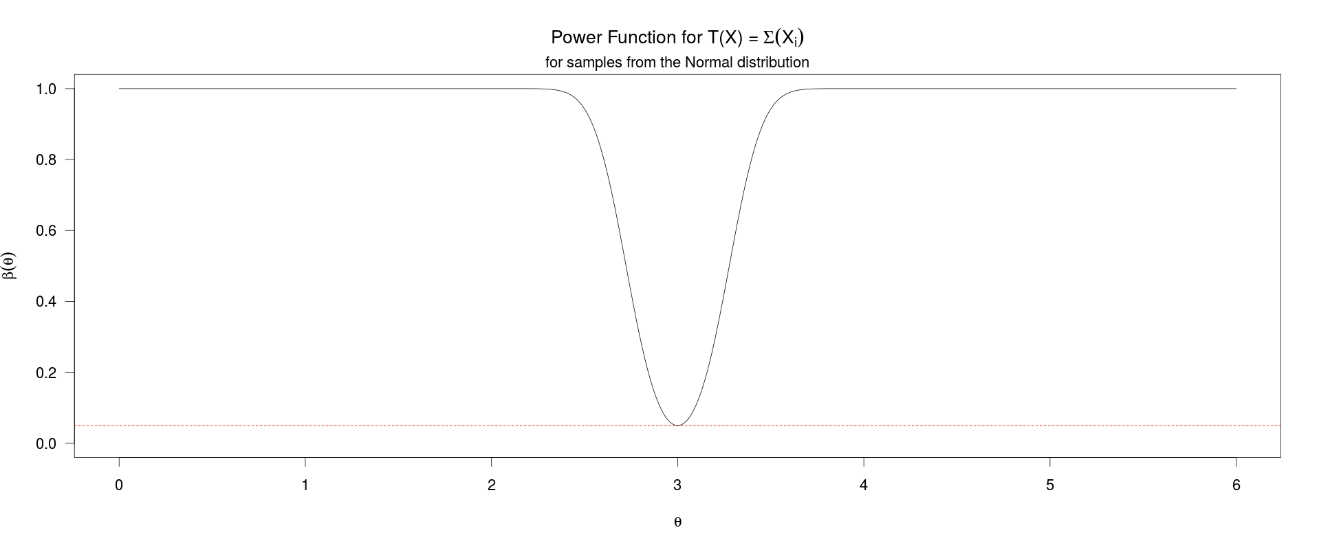 Power Function for T(X) = Σ(Xᵢ)
for samples from the Normal distribution
1.0
0.8
0.6
0.4
0.2
0.0
β(θ)
0 1 2 3 4 5 6
θ